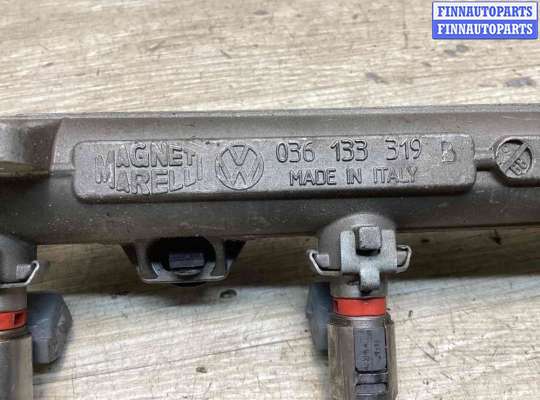 FINNAUTOPARTS
FINNAUTOPARTS
MAGNETI
MARELLI
036 133 319 B
MADE IN ITALY